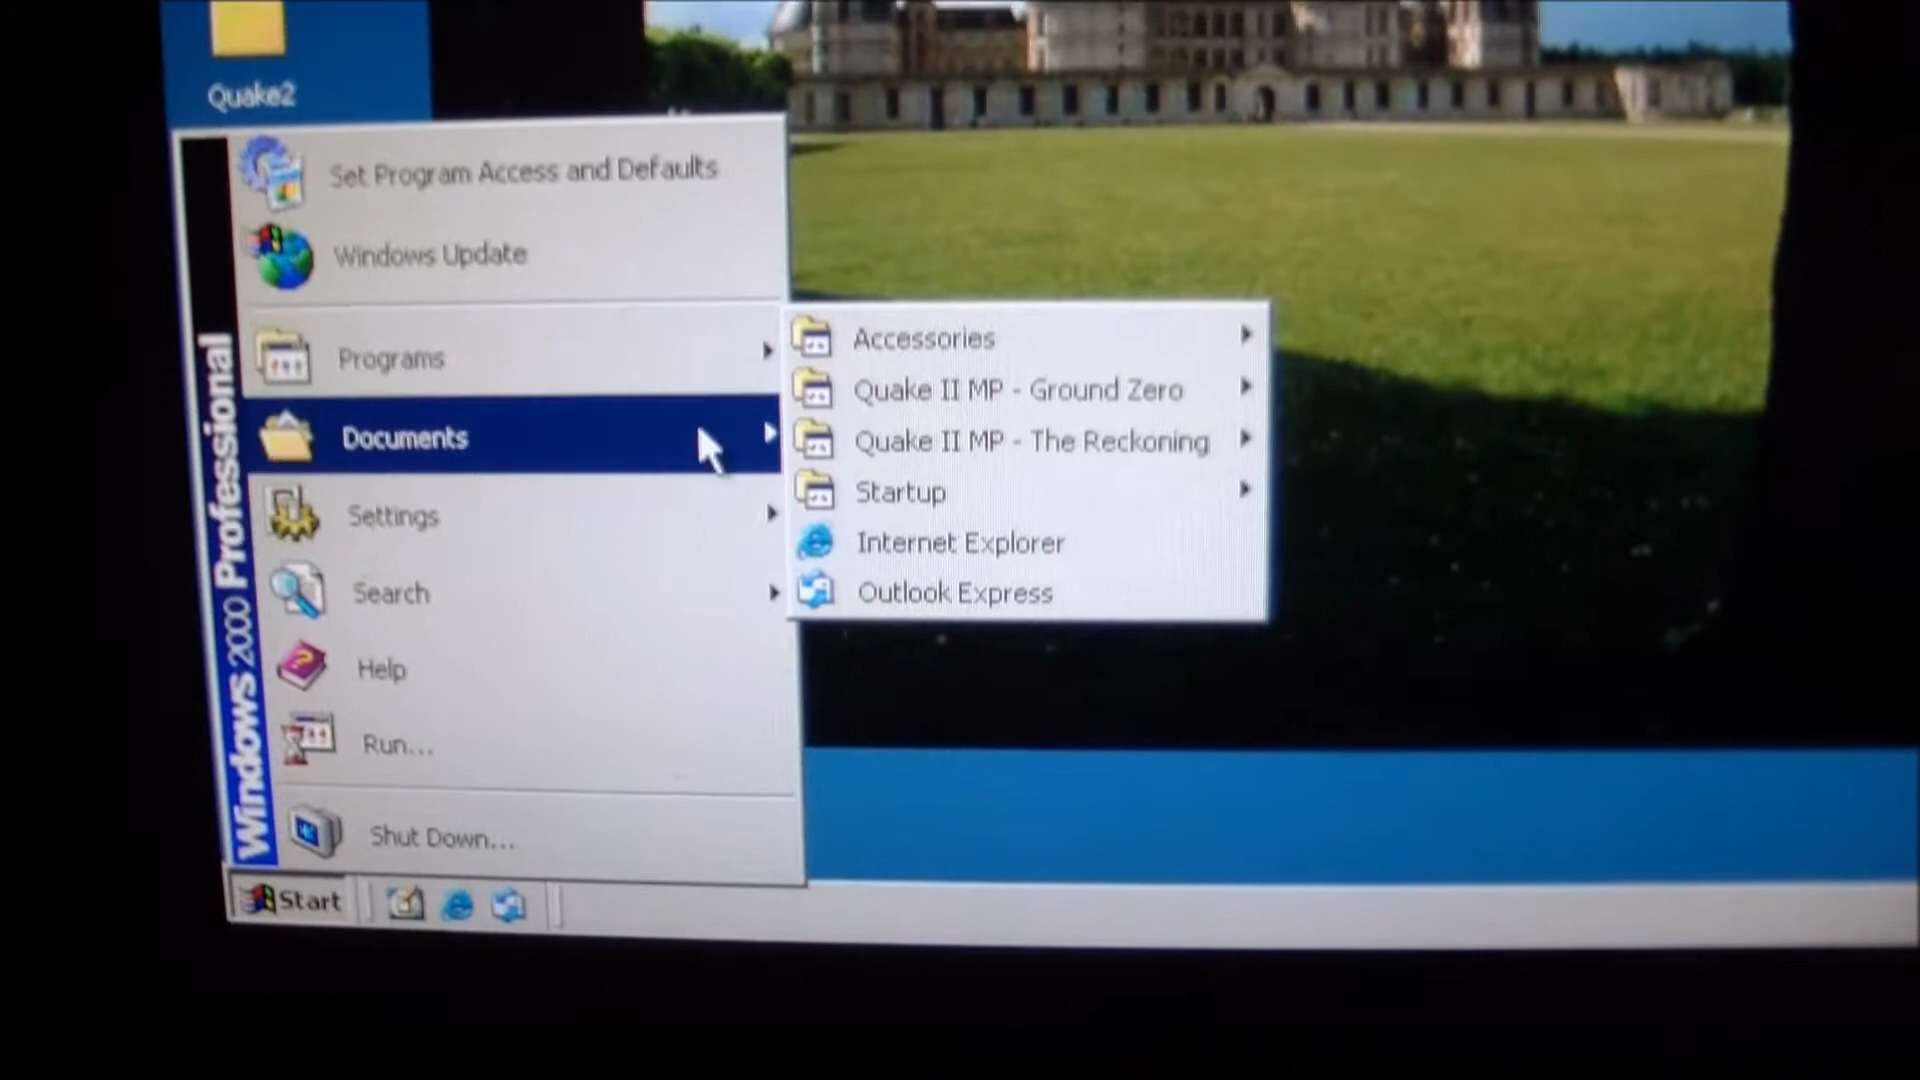 Quake2
Set Program Access and Defaults
Windows Update
Programs
Documents
Settings
Search
Help
Run...
Shut Down...
Windows 2000 Professional
Accessories
Quake II MP - Ground Zero
Quake II MP - The Reckoning
Startup
Internet Explorer
Outlook Express
Start